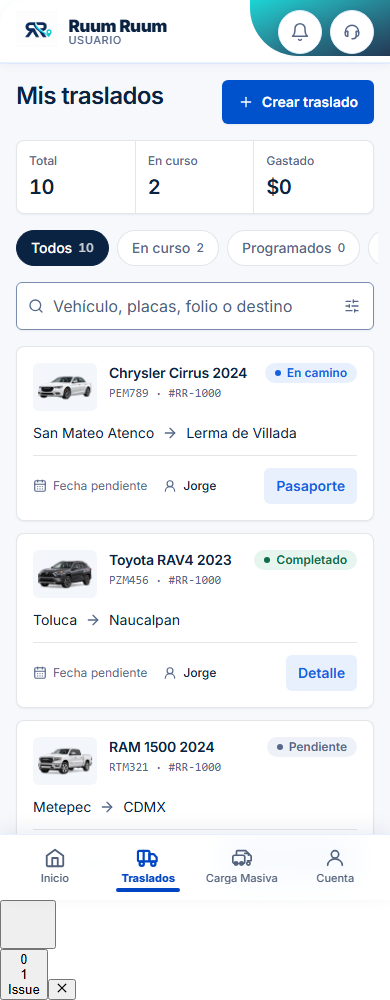 Ruum Ruum
USUARIO
Mis traslados
+ Crear traslado
Total
10
En curso
2
Gastado
$0
Todos 10
En curso 2
Programados 0
Vehículo, placas, folio o destino
Chrysler Cirrus 2024
En camino
PEM789 · #RR-1000
San Mateo Atenco → Lerma de Villada
Fecha pendiente
Jorge
Pasaporte
Toyota RAV4 2023
Completado
PZM456 · #RR-1000
Toluca → Naucalpan
Fecha pendiente
Jorge
Detalle
RAM 1500 2024
Pendiente
RTM321 · #RR-1000
Metepec → CDMX
Inicio
Traslados
Carga Masiva
Cuenta
0
1
Issue